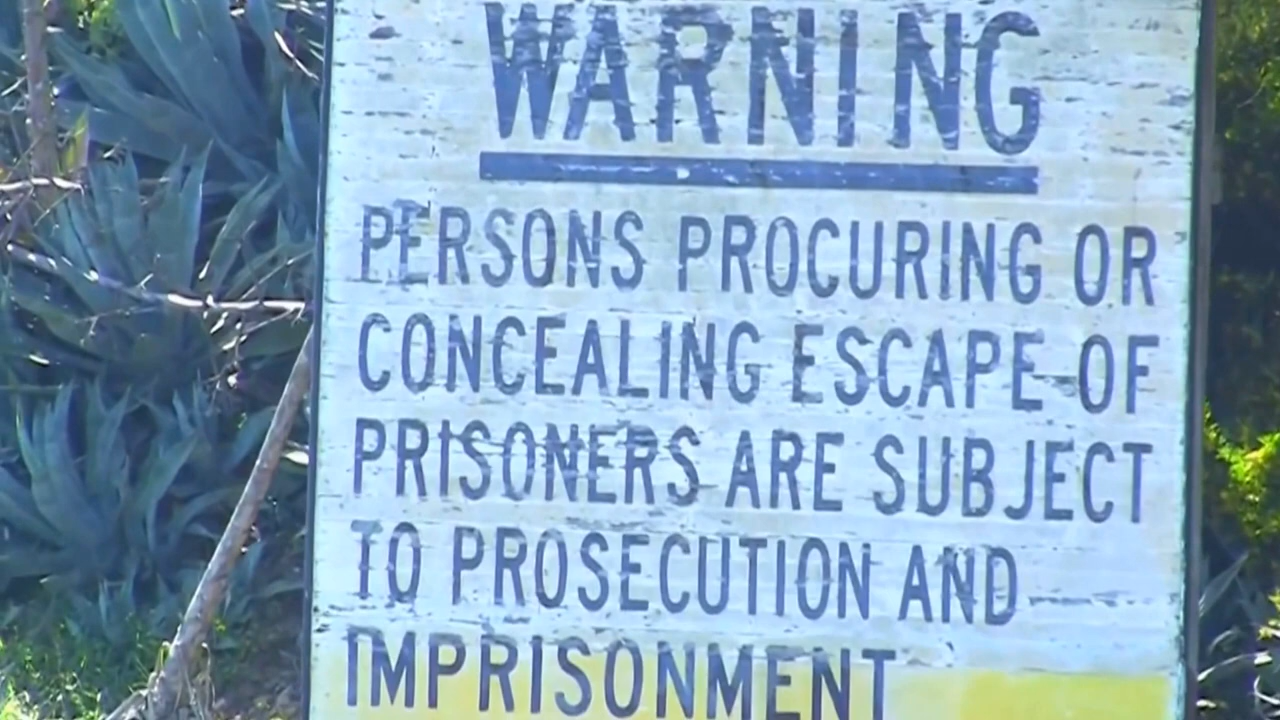 WARNING
PERSONS PROCURING OR
CONCEALING ESCAPE OF
PRISONERS ARE SUBJECT
TO PROSECUTION AND
IMPRISONMENT